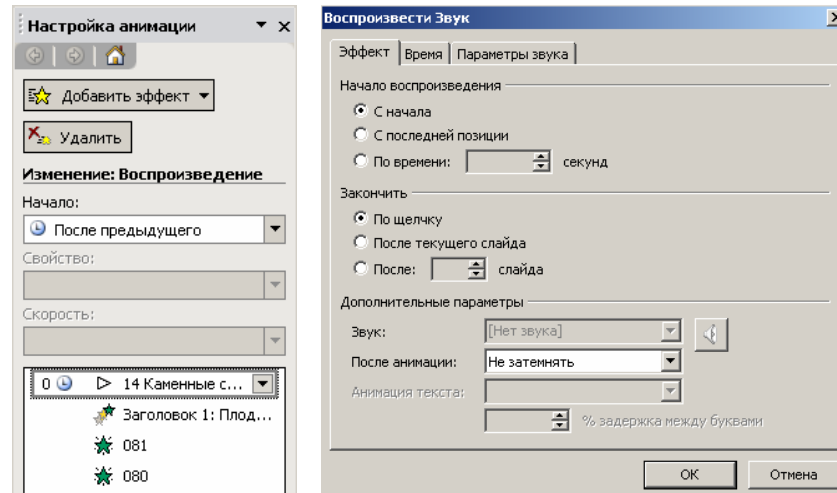 Настройка анимации
Добавить эффект
Удалить
Изменение: Воспроизведение
Начало:
После предыдущего
Свойство:
Скорость:
0 14 Каменные с...
Заголовок 1: Плод...
081
080
Воспроизвести Звук
Эффект Время Параметры звука
Начало воспроизведения
С начала
С последней позиции
По времени: секунд
Закончить
По щелчку
После текущего слайда
После: слайда
Дополнительные параметры
Звук: [Нет звука]
После анимации: Не затемнять
Анимация текста:
% задержка между буквами
ОК Отмена